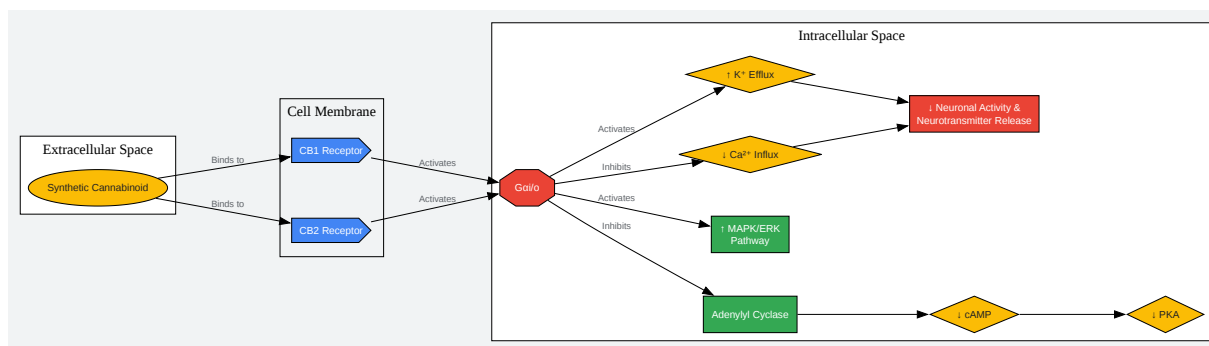 Extracellular Space
Synthetic Cannabinoid
Binds to
Binds to
Cell Membrane
CB1 Receptor
CB2 Receptor
Activates
Activates
Intracellular Space
Gαi/o
Activates
Inhibits
Activates
Inhibits
↑ K⁺ Efflux
↓ Ca²⁺ Influx
↑ MAPK/ERK
Pathway
Adenylyl Cyclase
↓ Neuronal Activity &
Neurotransmitter Release
↓ cAMP
↓ PKA